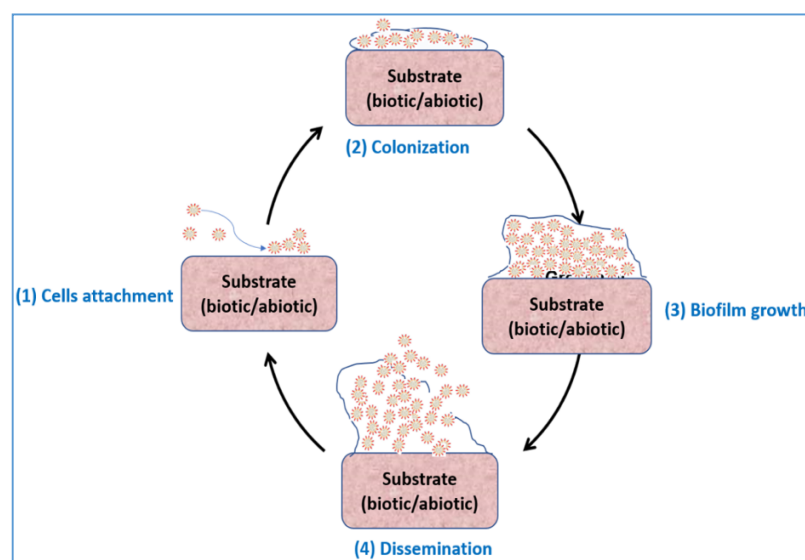 Substrate
(biotic/abiotic)
(2) Colonization
(1) Cells attachment
Substrate
(biotic/abiotic)
Substrate
(biotic/abiotic)
(3) Biofilm growth
Substrate
(biotic/abiotic)
(4) Dissemination